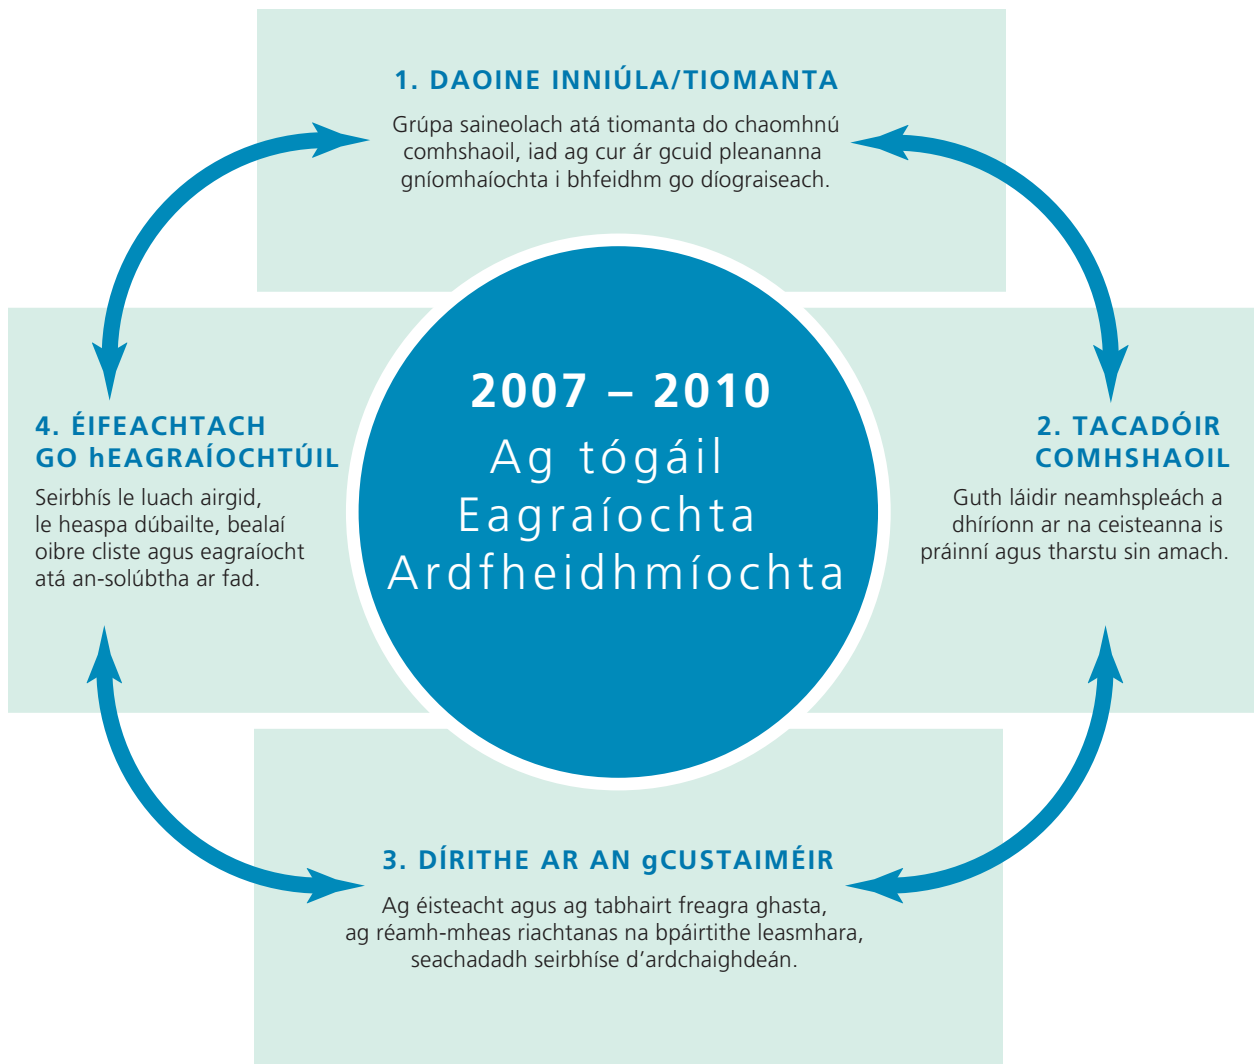 1. DAOINE INNIÚLA/TIOMANTA
Grúpa saineolach atá tiomanta do chaomhnú
comhshaoil, iad ag cur ár gcuid pleananna
gníomhaíochta i bhfeidhm go díograiseach.
2007 – 2010
Ag tógáil
Eagraíochta
Ardfheidhmíochta
2. TACADÓIR
COMHSHAOIL
Guth láidir neamhspleách a
dhíríonn ar na ceisteanna is
práinní agus tharstu sin amach.
3. DÍRITHE AR AN gCUSTAIMÉIR
Ag éisteacht agus ag tabhairt freagra ghasta,
ag réamh-mheas riachtanas na bpáirtithe leasmhara,
seachadadh seirbhíse d'ardchaighdeán.
4. ÉIFEACHTACH
GO hEAGRAÍOCHTÚIL
Seirbhís le luach airgid,
le heaspa dúbailte, bealaí
oibre cliste agus eagraíocht
atá an-solúbtha ar fad.